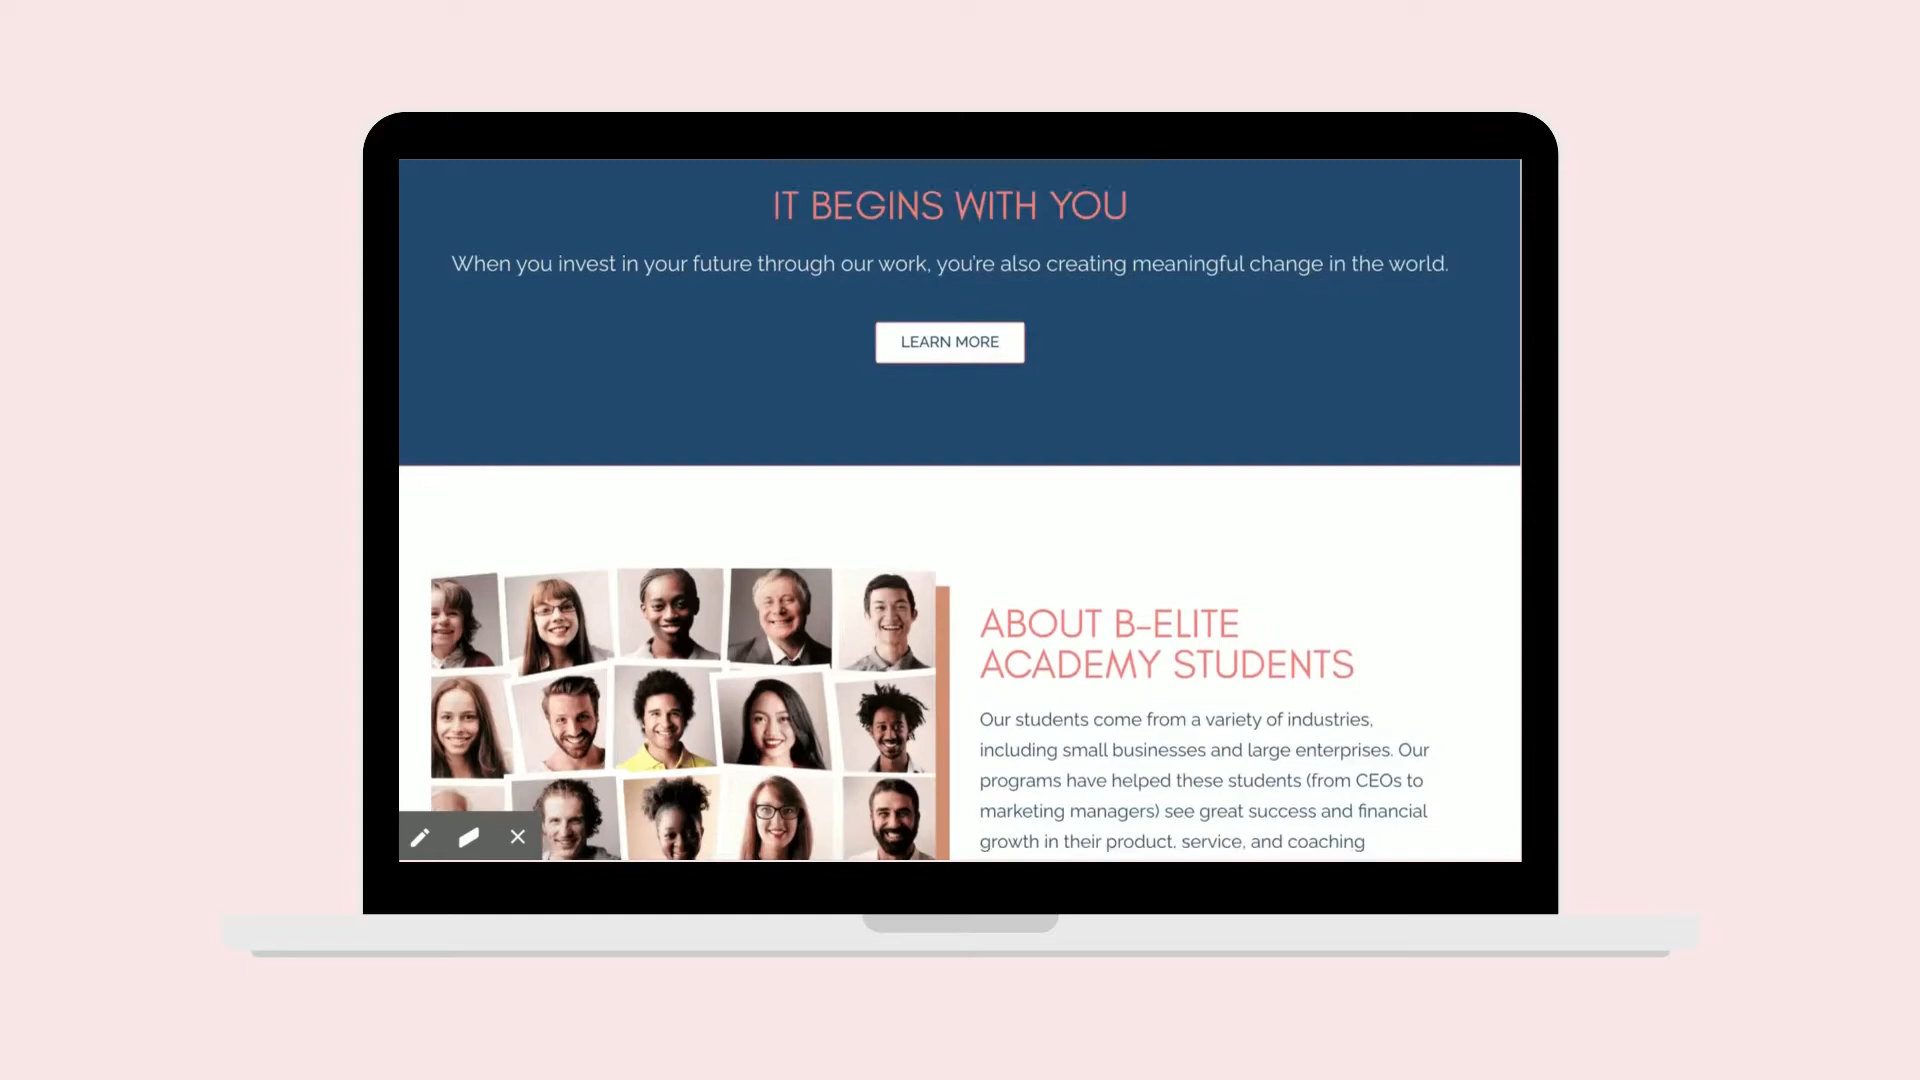 IT BEGINS WITH YOU
When you invest in your future through our work, you're also creating meaningful change in the world.
LEARN MORE
ABOUT B-ELITE
ACADEMY STUDENTS
Our students come from a variety of industries,
including small businesses and large enterprises. Our
programs have helped these students (from CEOs to
marketing managers) see great success and financial
growth in their product, service, and coaching